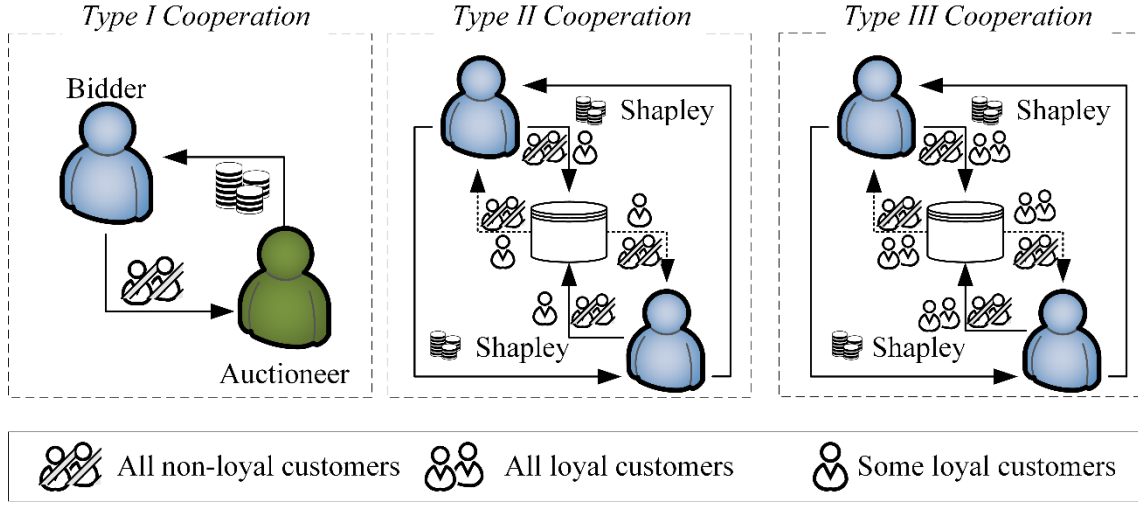 Type I Cooperation
Type II Cooperation
Type III Cooperation
Bidder
Auctioneer
Shapley
Shapley
Shapley
Shapley
All non-loyal customers
All loyal customers
Some loyal customers